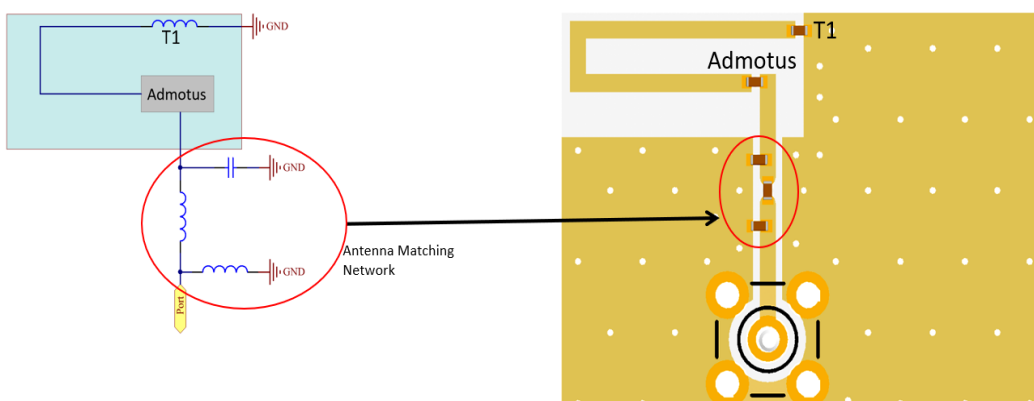 GND
T1
Admotus
GND
GND
Antenna Matching
Network
Port
T1
Admotus